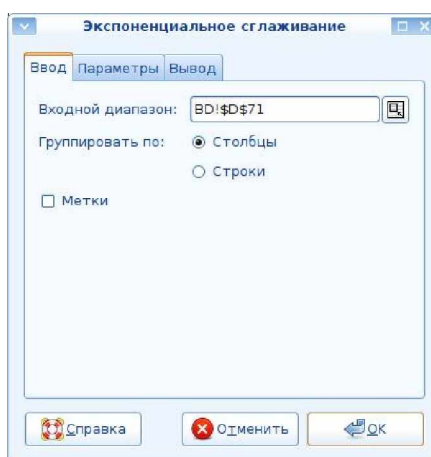 Экспоненциальное сглаживание
Ввод Параметры Вывод
Входной диапазон: BD!$D$71
Группировать по: Столбцы
Строки
Метки
Справка Отменить OK